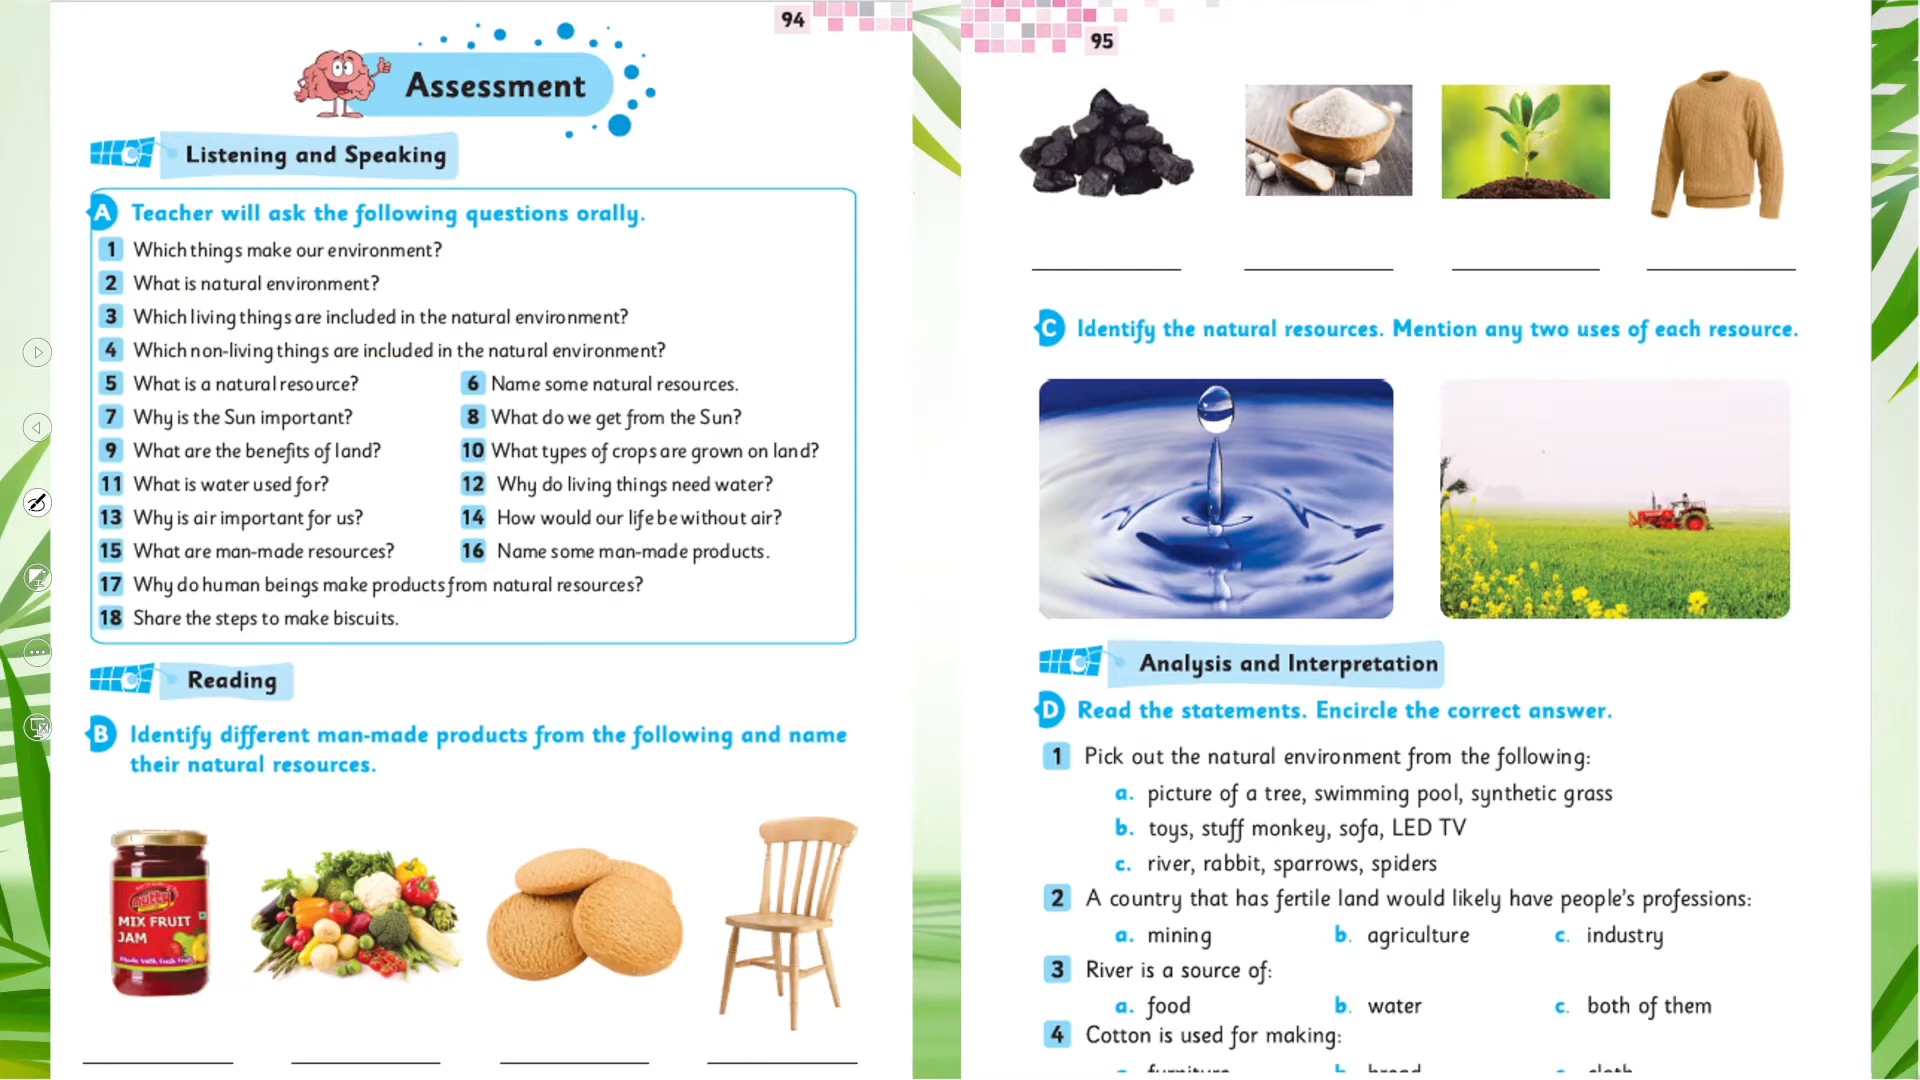 94
Assessment
Listening and Speaking
A Teacher will ask the following questions orally.
1 Which things make our environment?
2 What is natural environment?
3 Which living things are included in the natural environment?
4 Which non-living things are included in the natural environment?
5 What is a natural resource?
6 Name some natural resources.
7 Why is the Sun important?
8 What do we get from the Sun?
9 What are the benefits of land?
10 What types of crops are grown on land?
11 What is water used for?
12 Why do living things need water?
13 Why is air important for us?
14 How would our life be without air?
15 What are man-made resources?
16 Name some man-made products.
17 Why do human beings make products from natural resources?
18 Share the steps to make biscuits.
Reading
B Identify different man-made products from the following and name
their natural resources.
nutty
MIX FRUIT
JAM
Made with fresh fruit
95
C Identify the natural resources. Mention any two uses of each resource.
Analysis and Interpretation
D Read the statements. Encircle the correct answer.
1 Pick out the natural environment from the following:
a. picture of a tree, swimming pool, synthetic grass
b. toys, stuff monkey, sofa, LED TV
c. river, rabbit, sparrows, spiders
2 A country that has fertile land would likely have people's professions:
a. mining b. agriculture c. industry
3 River is a source of:
a. food b. water c. both of them
4 Cotton is used for making:
a. furniture b. bread c. cloth